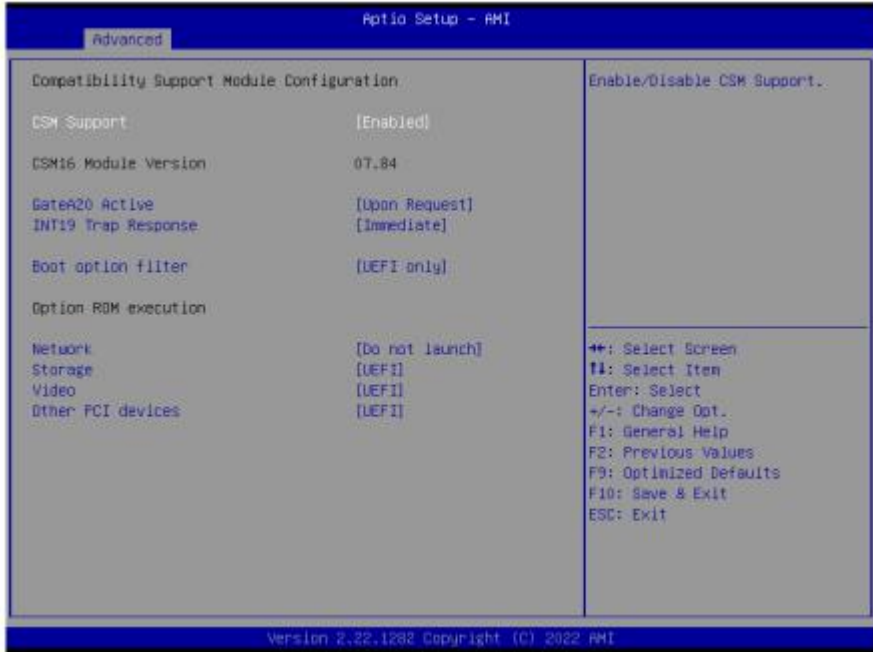 Aptio Setup - AMI
Advanced
Compatibility Support Module Configuration
Enable/Disable CSM Support.
CSM Support [Enabled]
CSM16 Module Version 07.84
GateA20 Active [Upon Request]
INT19 Trap Response [Immediate]
Boot option filter [UEFI only]
Option ROM execution
Network [Do not launch]
Storage [UEFI]
Video [UEFI]
Other PCI devices [UEFI]
→←: Select Screen
↑↓: Select Item
Enter: Select
+/-: Change Opt.
F1: General Help
F2: Previous Values
F9: Optimized Defaults
F10: Save & Exit
ESC: Exit
Version 2.22.1282 Copyright (C) 2022 AMI